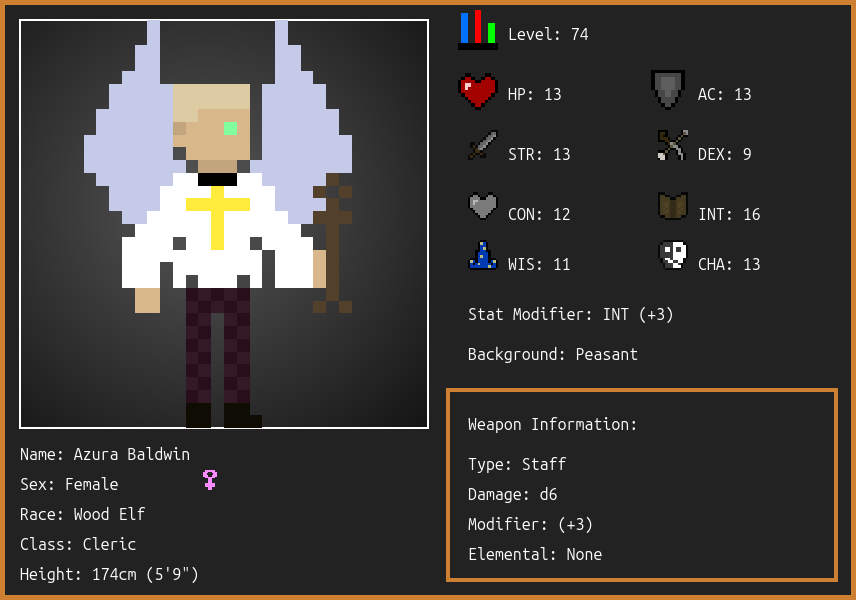 Level: 74
HP: 13
AC: 13
STR: 13
DEX: 9
CON: 12
INT: 16
WIS: 11
CHA: 13
Stat Modifier: INT (+3)
Background: Peasant
Weapon Information:
Type: Staff
Damage: d6
Modifier: (+3)
Elemental: None
Name: Azura Baldwin
Sex: Female
Race: Wood Elf
Class: Cleric
Height: 174cm (5'9")